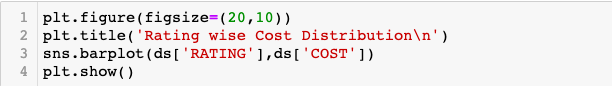 1 plt.figure(figsize=(20,10))
2 plt.title('Rating wise Cost Distribution\n')
3 sns.barplot(ds['RATING'],ds['COST'])
4 plt.show()